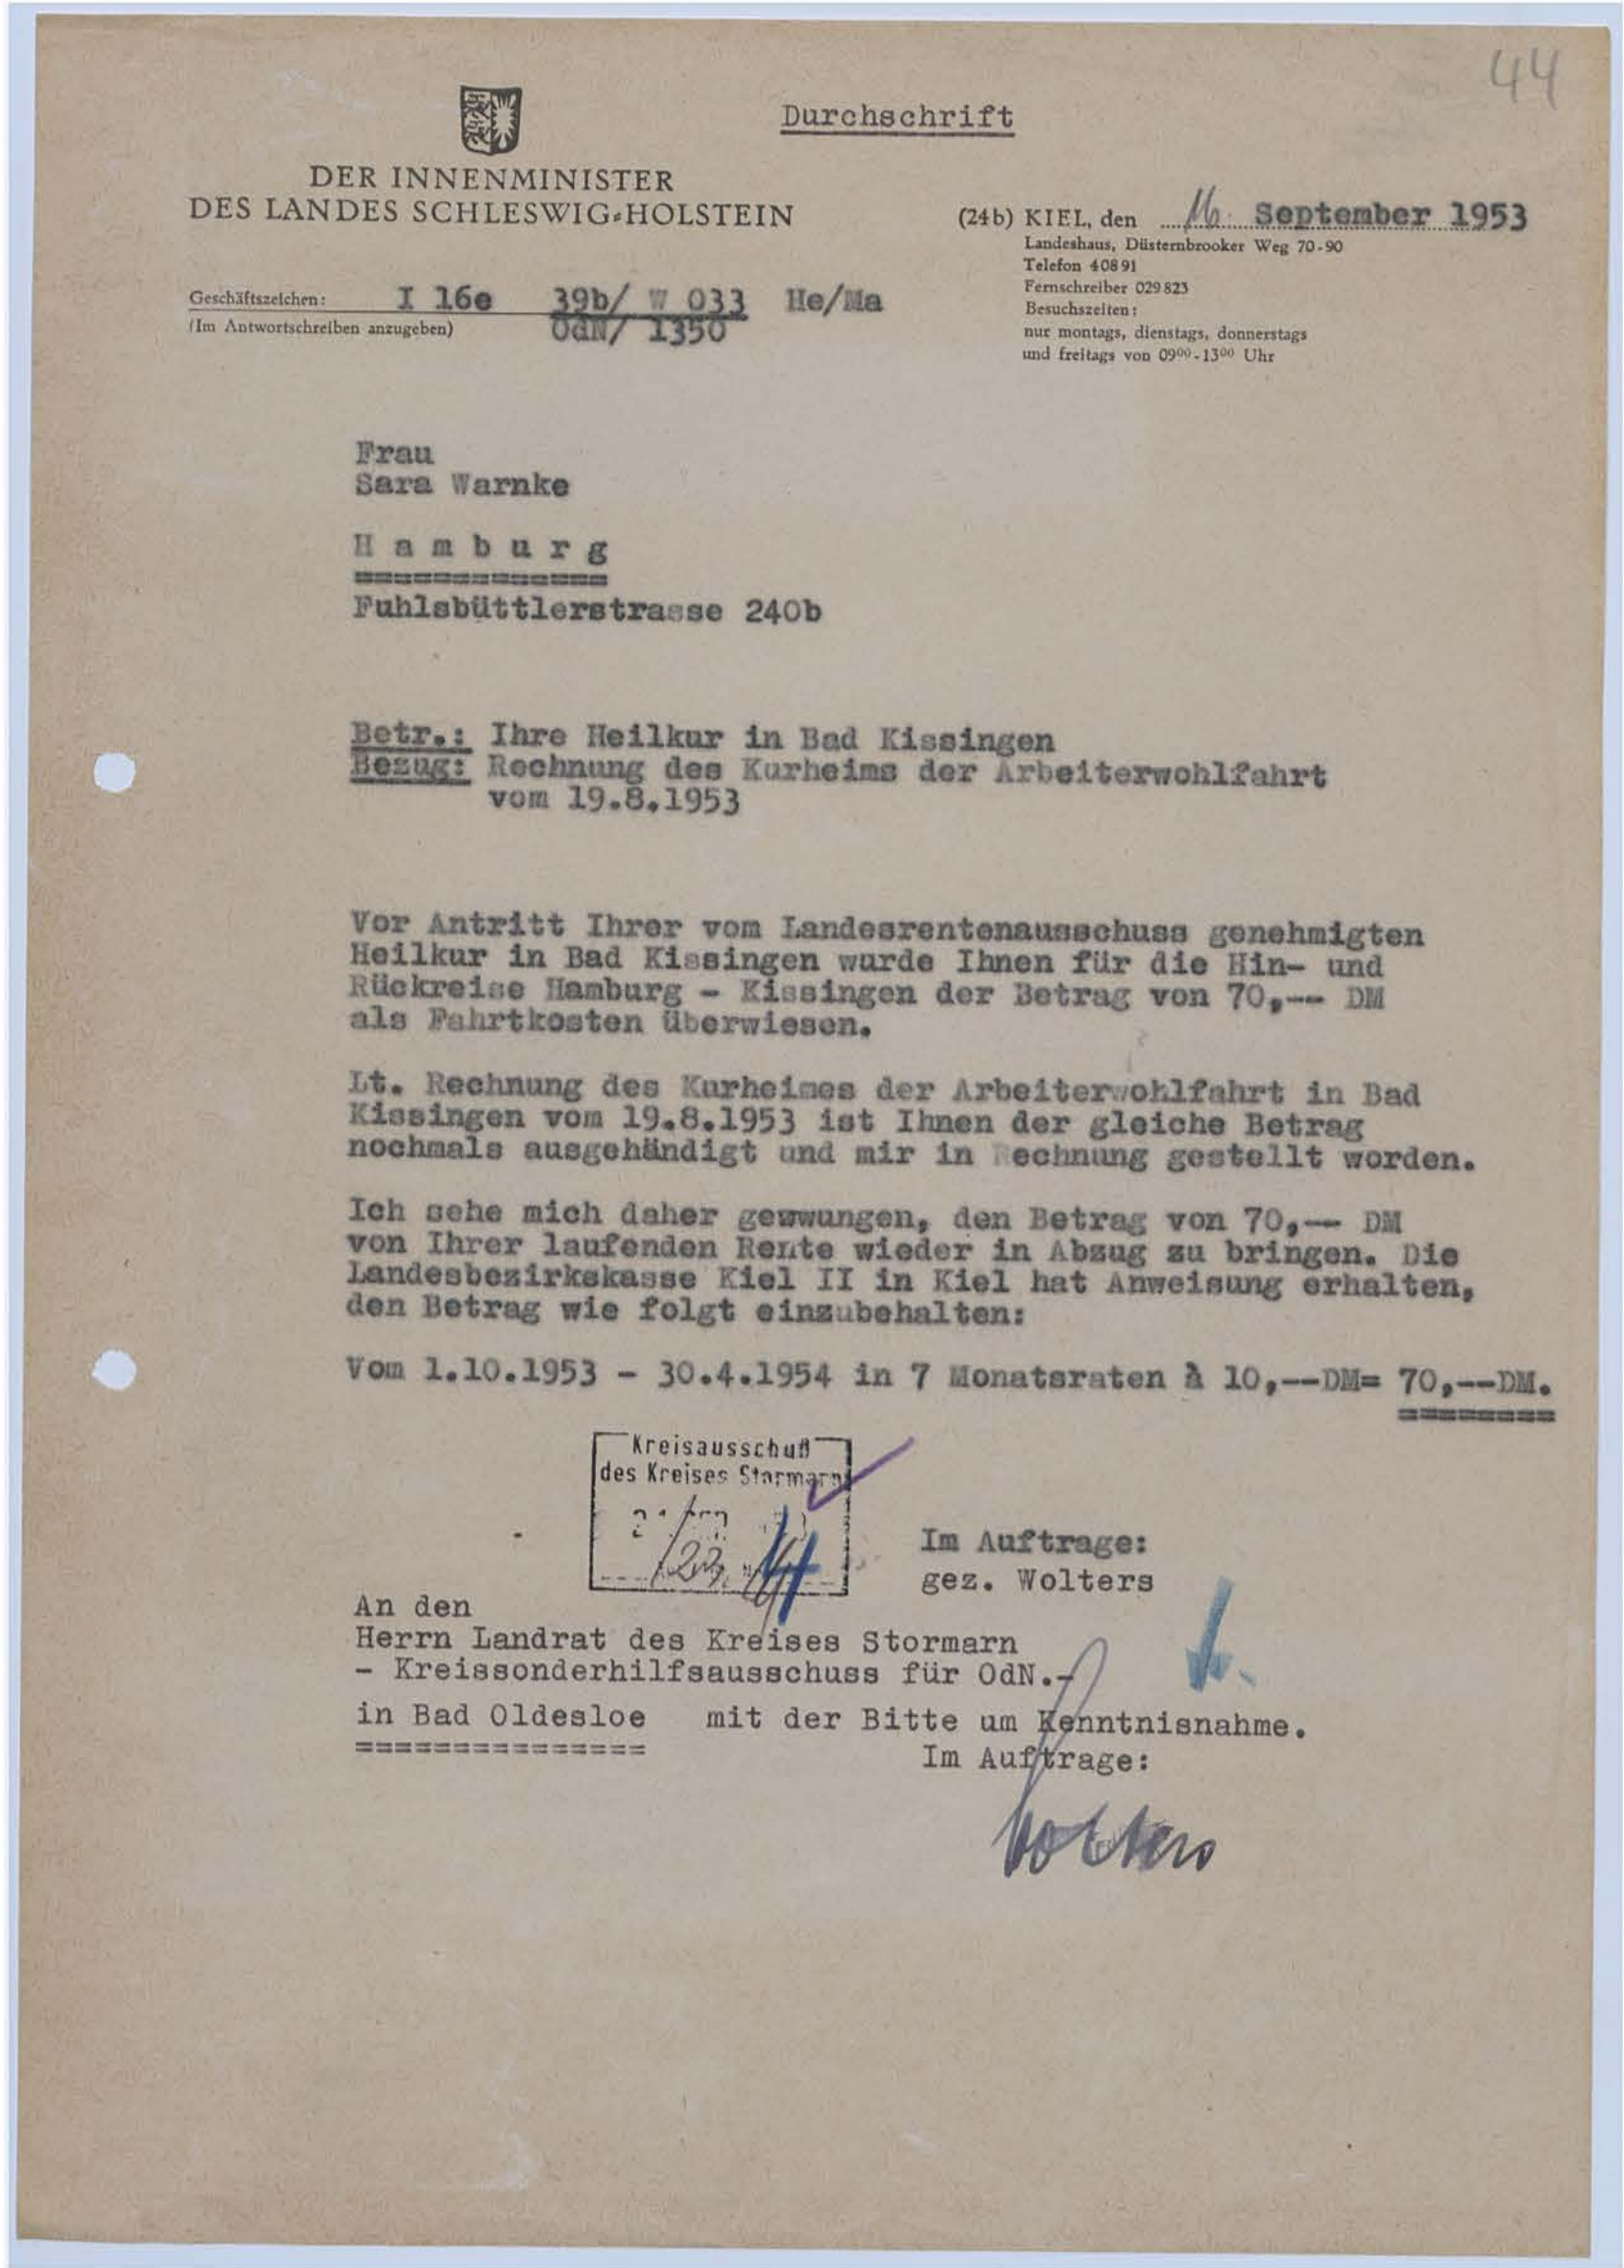 44
Durchschrift
DER INNENMINISTER
DES LANDES SCHLESWIG-HOLSTEIN
(24b) KIEL, den 16. September 1953
Landeshaus, Düsternbrooker Weg 70-90
Telefon 40891
Fernschreiber 029823
Besuchszeiten:
nur montags, dienstags, donnerstags
und freitags von 09⁰⁰-13⁰⁰ Uhr
Geschäftszeichen: I 16e 39b/ W 033 He/Ma
(Im Antwortschreiben anzugeben) OdN/ 1350
Frau
Sara Warnke
H a m b u r g
==============
Fuhlsbüttlerstrasse 240b
Betr.: Ihre Heilkur in Bad Kissingen
Bezug: Rechnung des Kurheims der Arbeiterwohlfahrt
vom 19.8.1953
Vor Antritt Ihrer vom Landesrentenausschuss genehmigten
Heilkur in Bad Kissingen wurde Ihnen für die Hin- und
Rückreise Hamburg - Kissingen der Betrag von 70,-- DM
als Fahrtkosten überwiesen.
Lt. Rechnung des Kurheimes der Arbeiterwohlfahrt in Bad
Kissingen vom 19.8.1953 ist Ihnen der gleiche Betrag
nochmals ausgehändigt und mir in Rechnung gestellt worden.
Ich sehe mich daher gezwungen, den Betrag von 70,-- DM
von Ihrer laufenden Rente wieder in Abzug zu bringen. Die
Landesbezirkskasse Kiel II in Kiel hat Anweisung erhalten,
den Betrag wie folgt einzubehalten:
Vom 1.10.1953 - 30.4.1954 in 7 Monatsraten à 10,--DM= 70,--DM.
========
Kreisausschuß
des Kreises Stormarn
Im Auftrage:
gez. Wolters
An den
Herrn Landrat des Kreises Stormarn
- Kreissonderhilfsausschuss für OdN.-
in Bad Oldesloe mit der Bitte um Kenntnisnahme.
===============
Im Auftrage:
Wolters